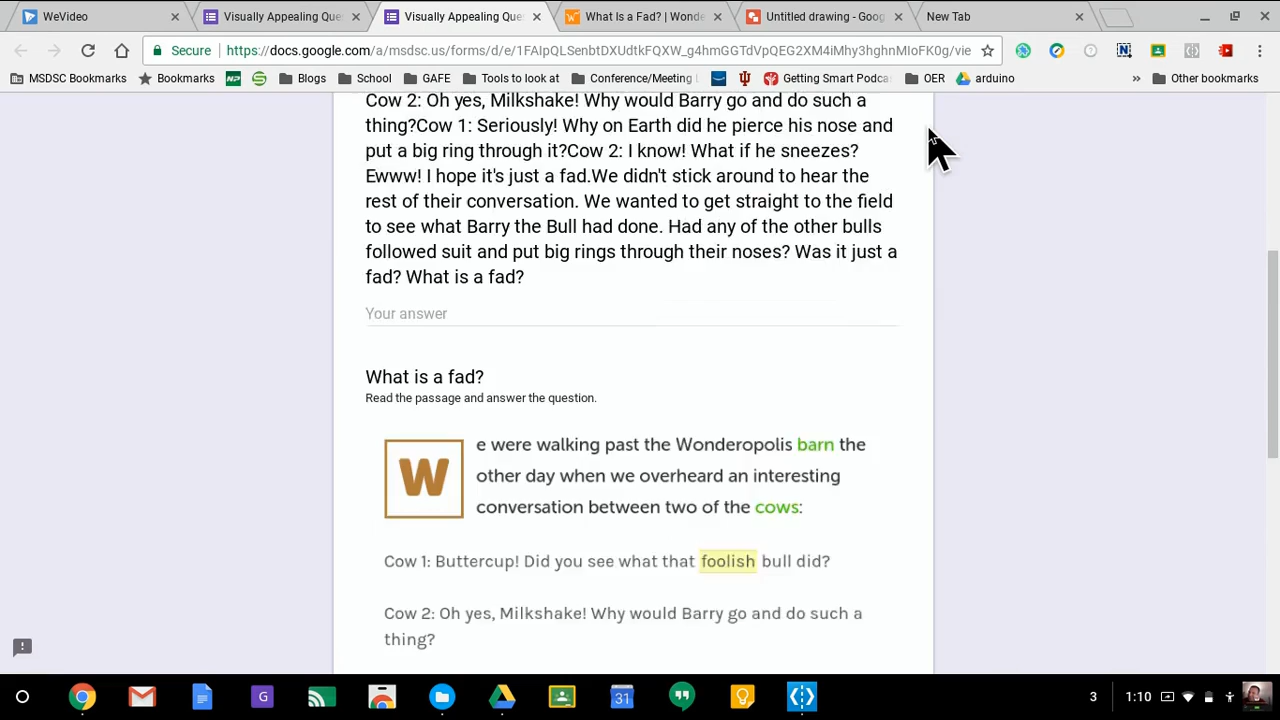 WeVideo
Visually Appealing Que
Visually Appealing Que
What Is a Fad? | Wonde
Untitled drawing - Goog
New Tab
Secure
https://docs.google.com/a/msdsc.us/forms/d/e/1FAIpQLSenbtDXUdtkFQXW_g4hmGGTdVpQEG2XM4iMhy3hghnMIoFK0g/vie
MSDSC Bookmarks
Bookmarks
NP
S
Blogs
School
GAFE
Tools to look at
Conference/Meeting
Getting Smart Podca
OER
arduino
»
Other bookmarks
Cow 2: Oh yes, Milkshake! Why would Barry go and do such a
thing?Cow 1: Seriously! Why on Earth did he pierce his nose and
put a big ring through it?Cow 2: I know! What if he sneezes?
Ewww! I hope it's just a fad.We didn't stick around to hear the
rest of their conversation. We wanted to get straight to the field
to see what Barry the Bull had done. Had any of the other bulls
followed suit and put big rings through their noses? Was it just a
fad? What is a fad?
Your answer
What is a fad?
Read the passage and answer the question.
W
e were walking past the Wonderopolis barn the
other day when we overheard an interesting
conversation between two of the cows:
Cow 1: Buttercup! Did you see what that foolish bull did?
Cow 2: Oh yes, Milkshake! Why would Barry go and do such a
thing?
G
31
3
1:10